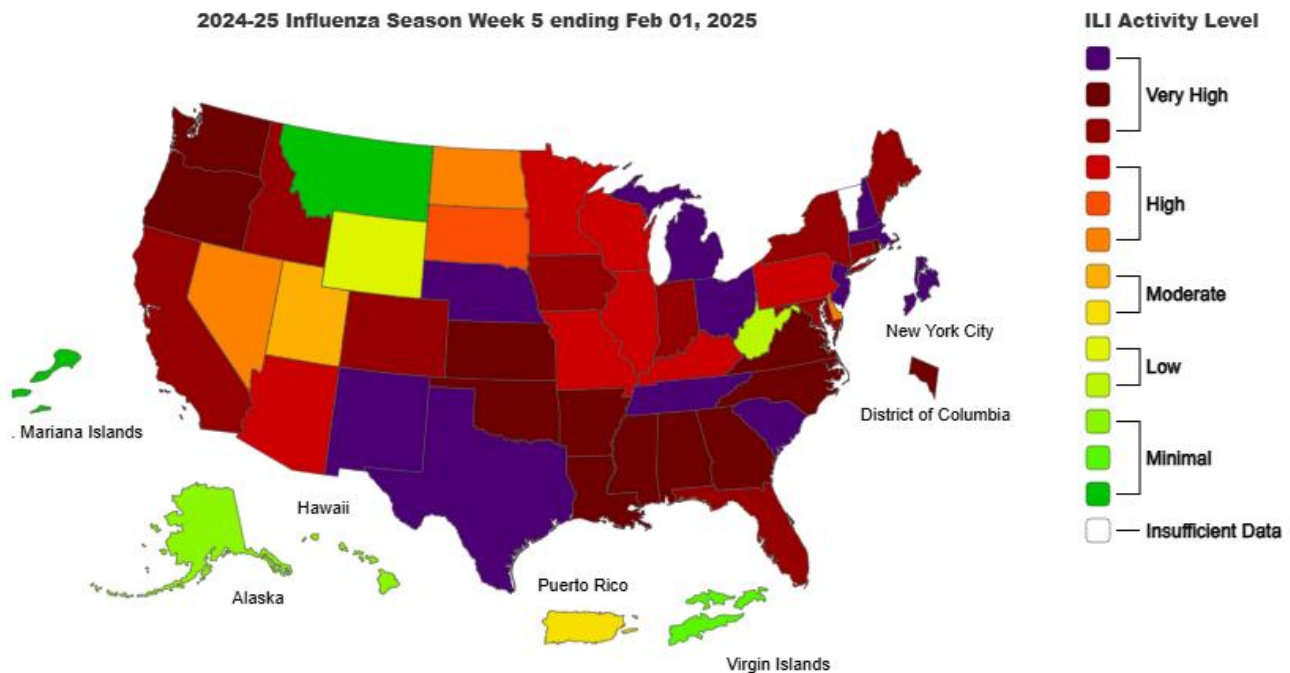 2024-25 Influenza Season Week 5 ending Feb 01, 2025
ILI Activity Level
Very High
High
Moderate
Low
Minimal
Insufficient Data
New York City
District of Columbia
. Mariana Islands
Hawaii
Alaska
Puerto Rico
Virgin Islands